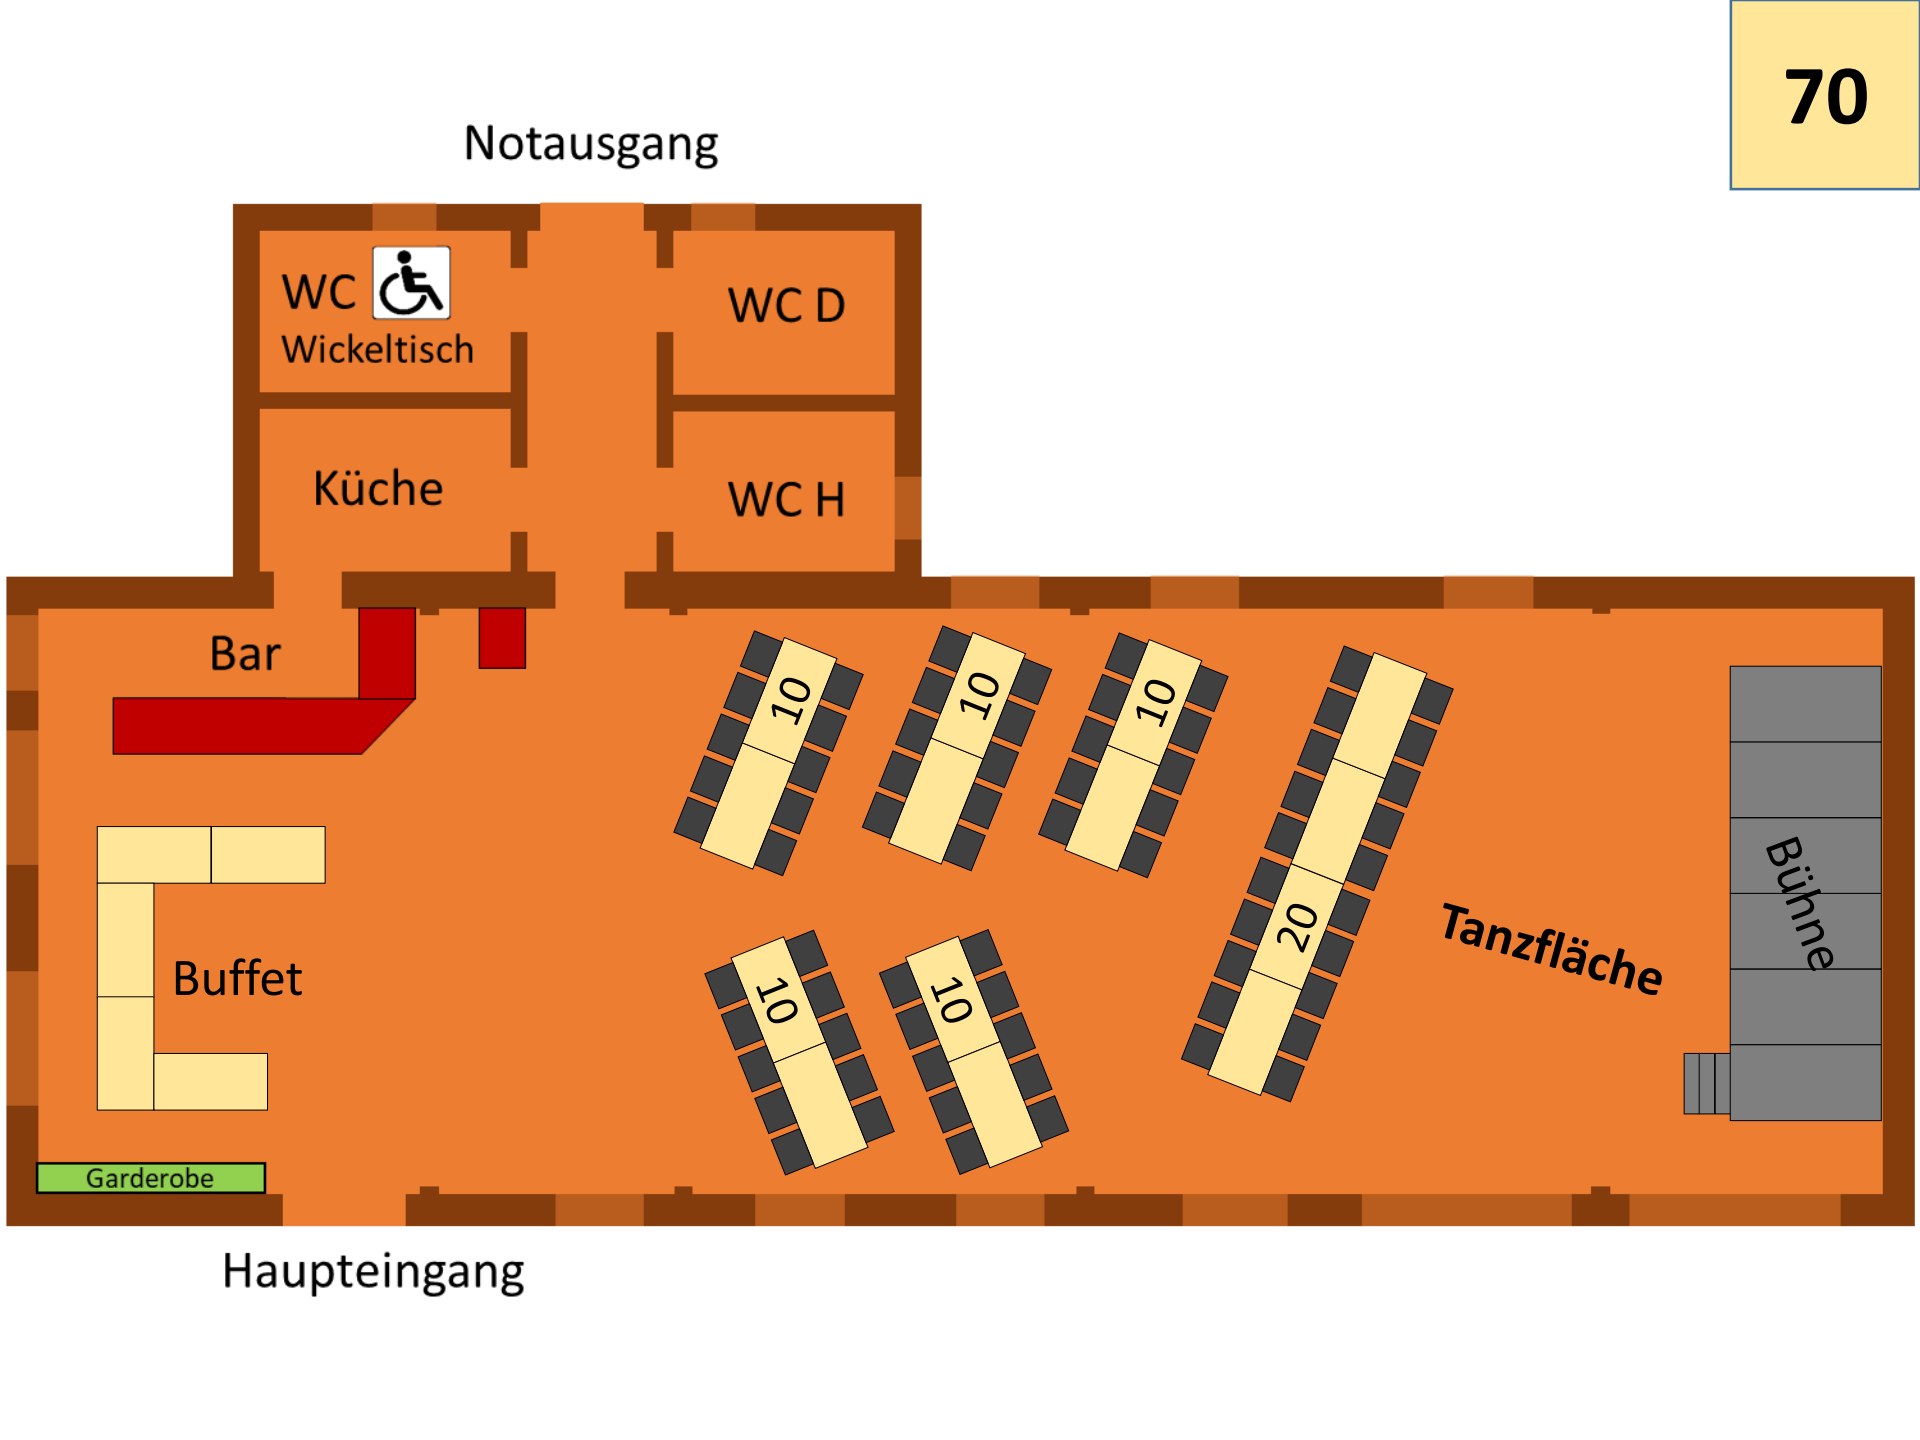 70
Notausgang
WC
Wickeltisch
WC D
Küche
WC H
Bar
10
10
10
20
Tanzfläche
Bühne
Buffet
10
10
Garderobe
Haupteingang